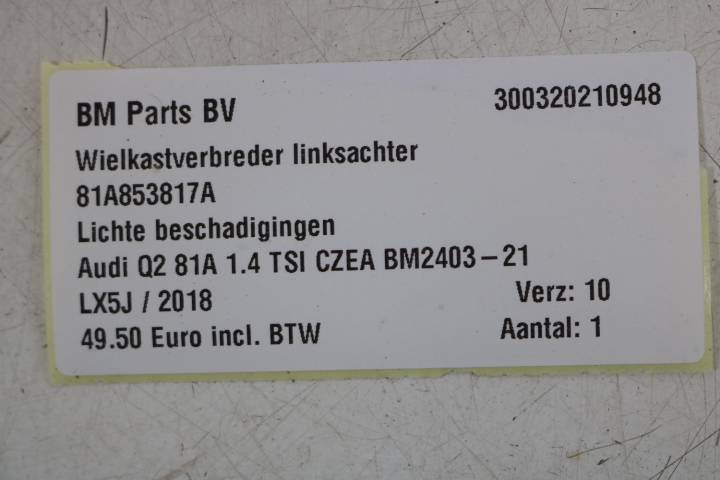 BM Parts BV 300320210948
Wielkastverbreder linksachter
81A853817A
Lichte beschadigingen
Audi Q2 81A 1.4 TSI CZEA BM2403-21
LX5J / 2018 Verz: 10
49.50 Euro incl. BTW Aantal: 1